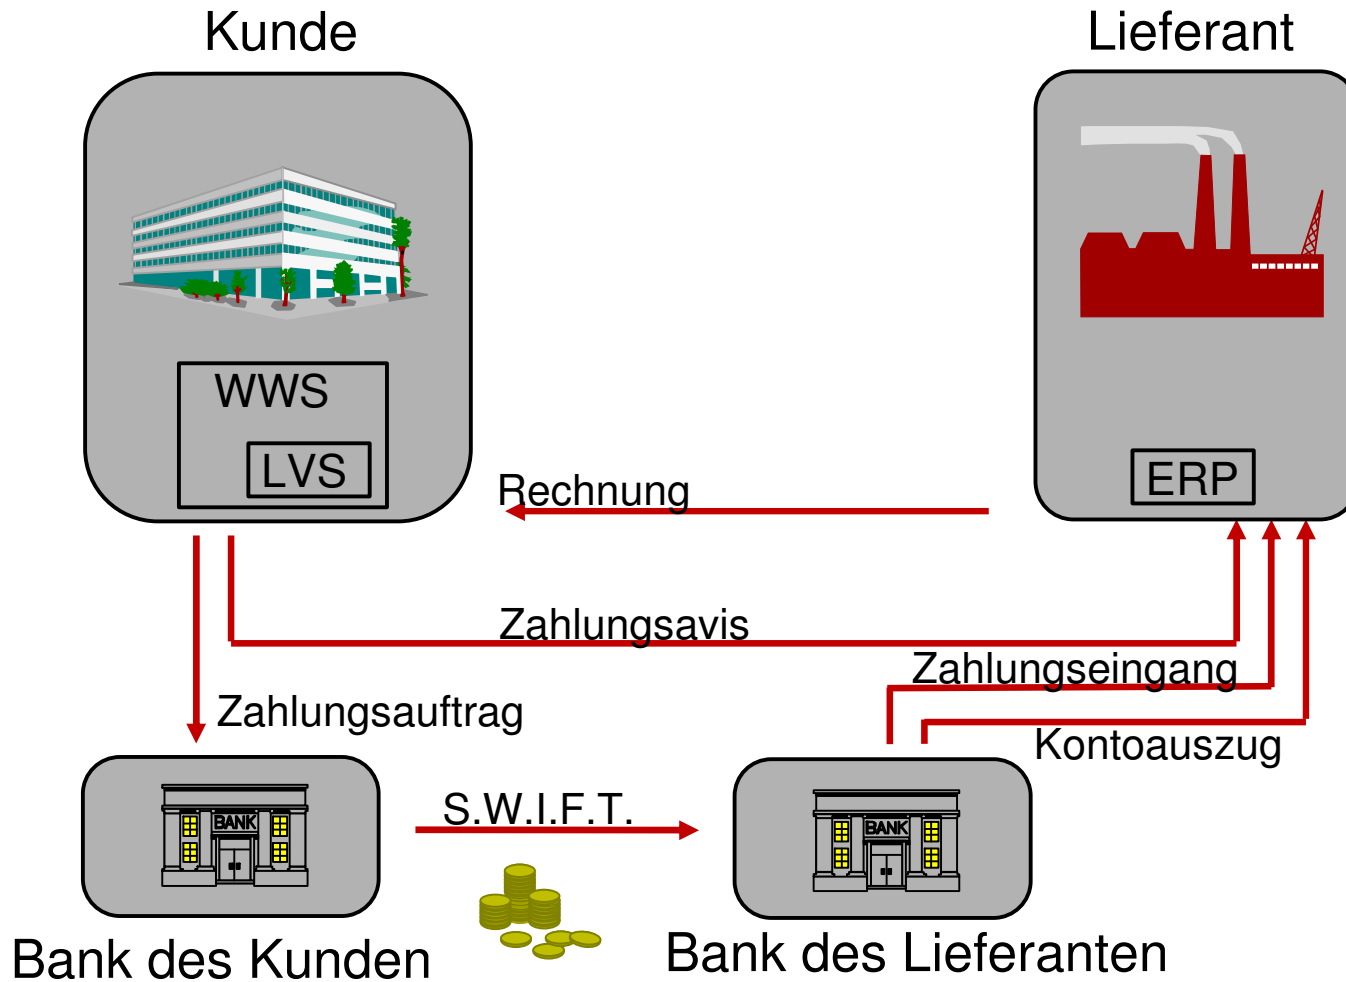 Kunde
Lieferant
WWS
LVS
ERP
Rechnung
Zahlungsavis
Zahlungseingang
Zahlungsauftrag
Kontoauszug
S.W.I.F.T.
BANK
BANK
Bank des Kunden
Bank des Lieferanten